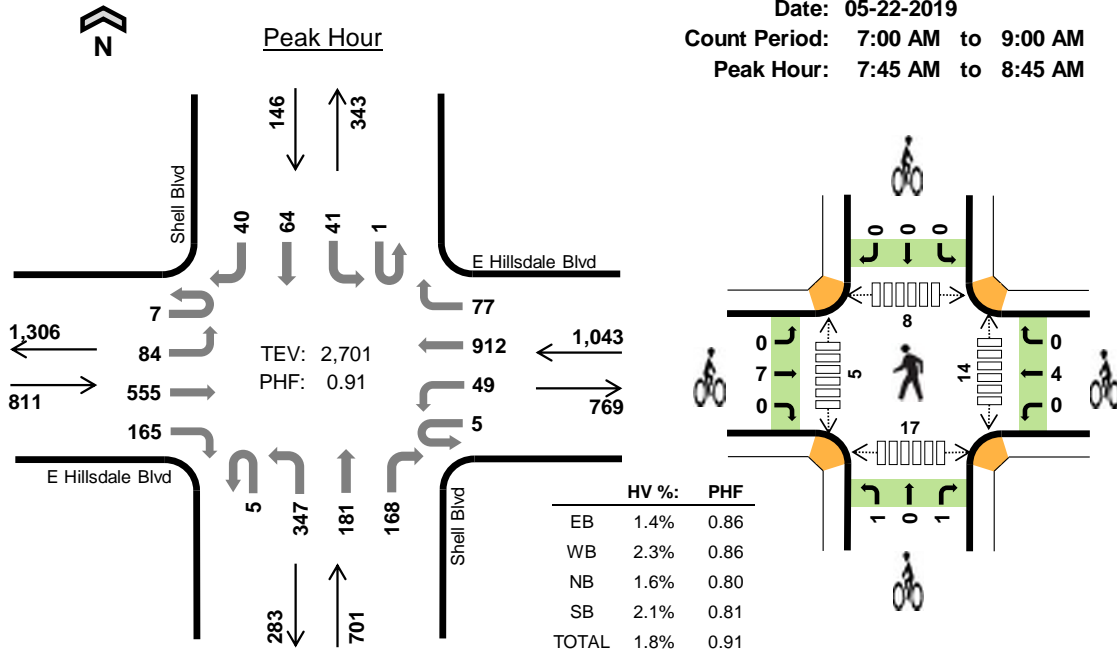 Date: 05-22-2019
Count Period: 7:00 AM to 9:00 AM
Peak Hour: 7:45 AM to 8:45 AM
N
Peak Hour
146
343
Shell Blvd
40
64
41
1
E Hillsdale Blvd
7
77
1,306
84
912
1,043
TEV: 2,701
PHF: 0.91
811
555
49
769
165
5
E Hillsdale Blvd
5
347
181
168
Shell Blvd
283
701
HV %: PHF
EB 1.4% 0.86
WB 2.3% 0.86
NB 1.6% 0.80
SB 2.1% 0.81
TOTAL 1.8% 0.91
0
0
0
8
0
7
0
5
14
0
4
0
17
1
0
1